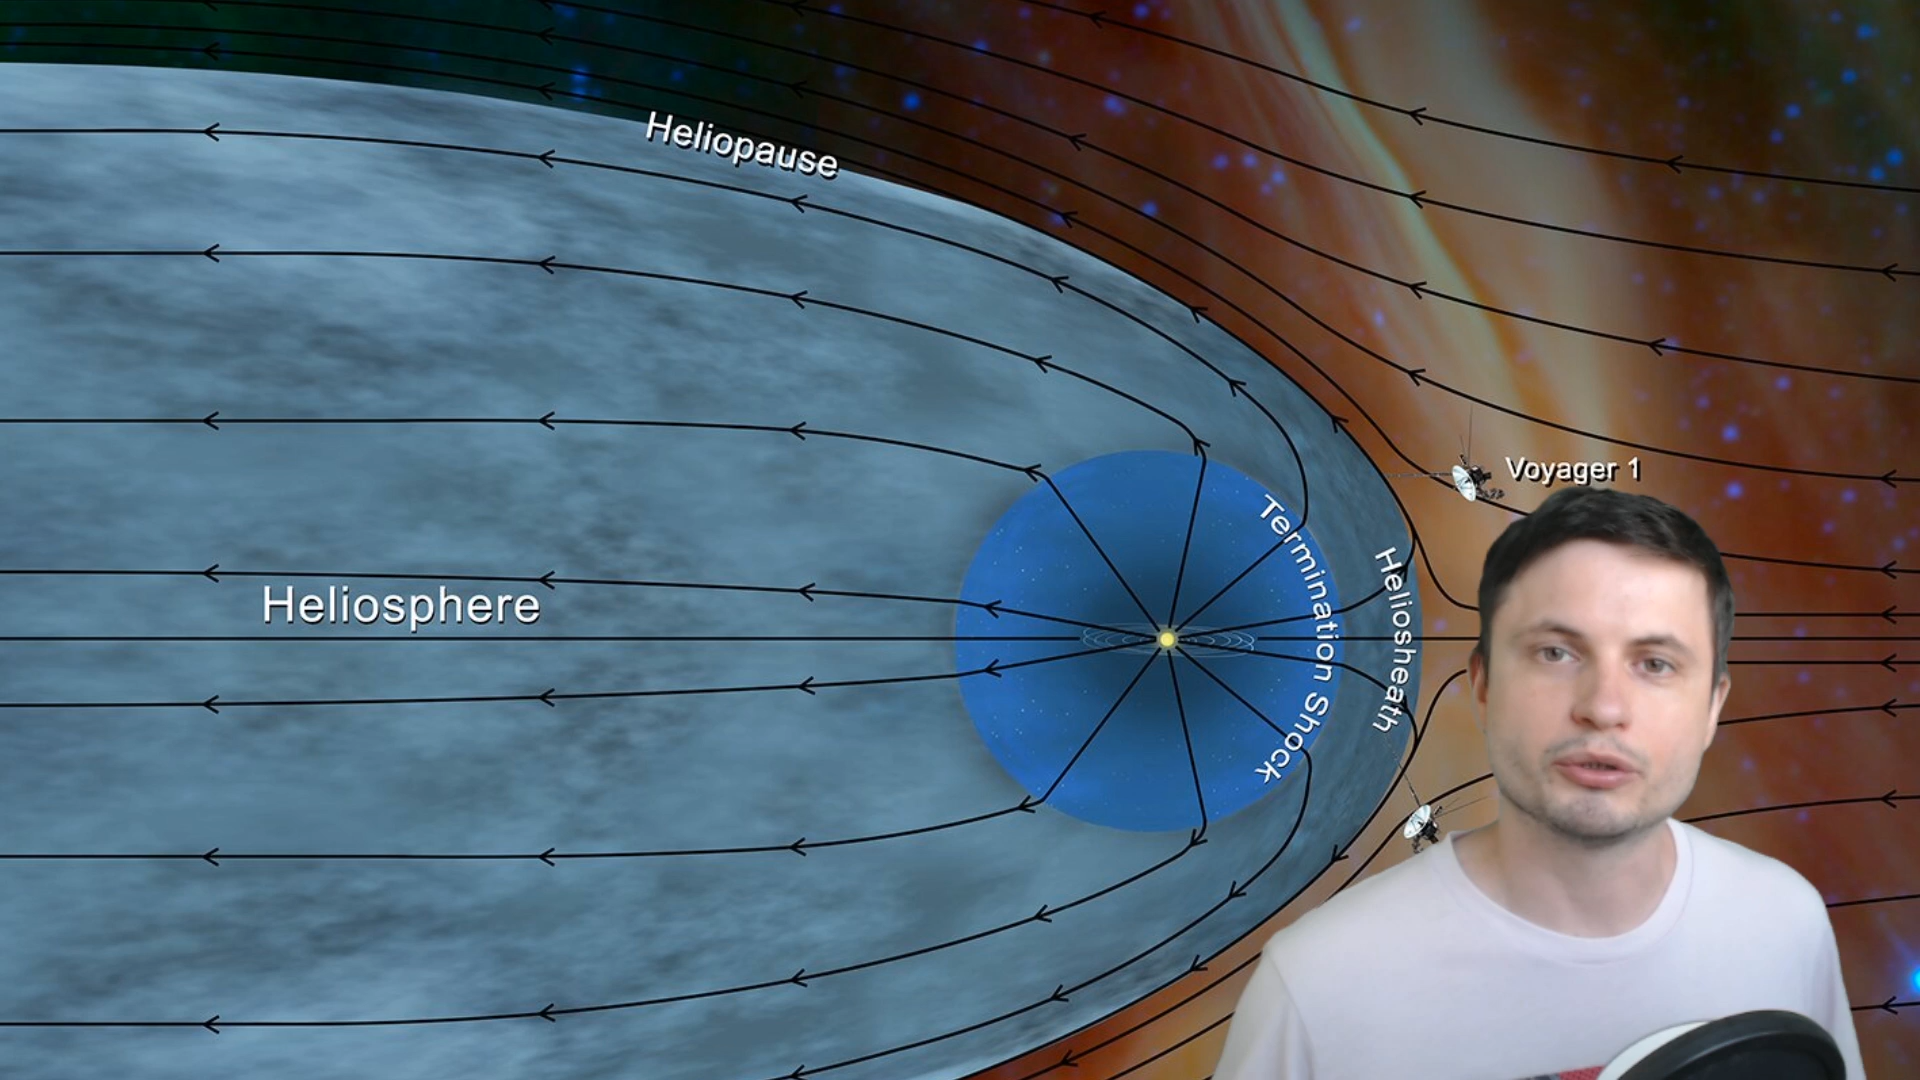 Heliopause
Voyager 1
Termination Shock
Heliosheath
Heliosphere